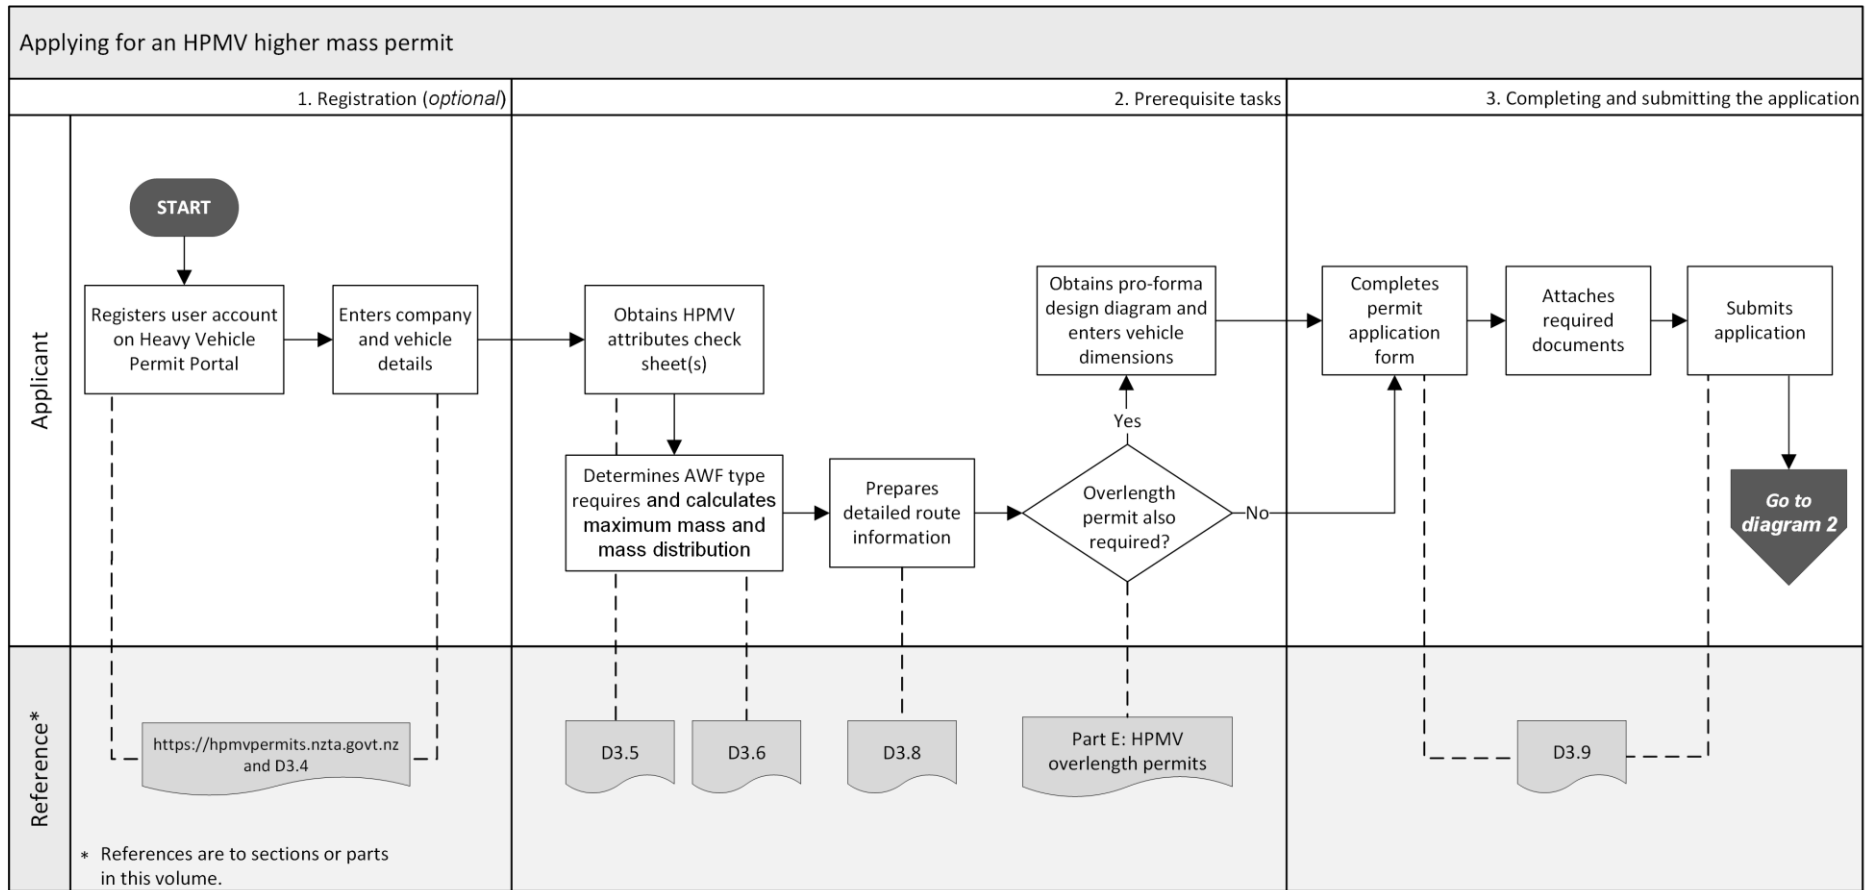 Applying for an HPMV higher mass permit
1. Registration (optional)
2. Prerequisite tasks
3. Completing and submitting the application
Applicant
START
Registers user account
on Heavy Vehicle
Permit Portal
Enters company
and vehicle
details
Obtains HPMV
attributes check
sheet(s)
Determines AWF type
requires and calculates
maximum mass and
mass distribution
Prepares
detailed route
information
Overlength
permit also
required?
Yes
No
Obtains pro-forma
design diagram and
enters vehicle
dimensions
Completes
permit
application
form
Attaches
required
documents
Submits
application
Go to
diagram 2
Reference*
https://hpmvpermits.nzta.govt.nz
and D3.4
D3.5
D3.6
D3.8
Part E: HPMV
overlength permits
D3.9
* References are to sections or parts
in this volume.